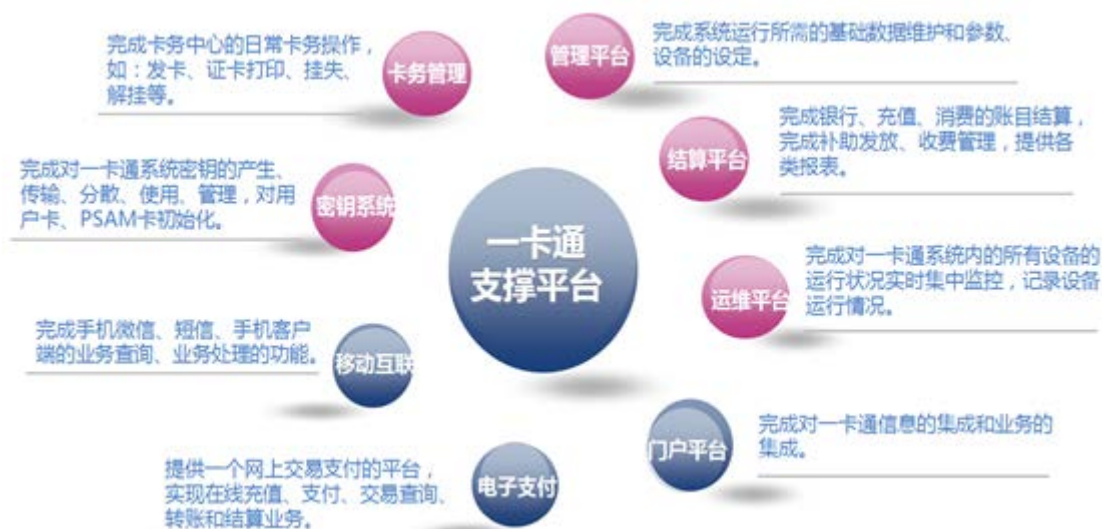 完成卡务中心的日常卡务操作，
如：发卡、证卡打印、挂失、
解挂等。
卡务管理
管理平台
完成系统运行所需的基础数据维护和参数、
设备的设定。
结算平台
完成银行、充值、消费的账目结算，
完成补助发放、收费管理，提供各
类报表。
完成对一卡通系统密钥的产生、
传输、分散、使用、管理，对用
户卡、PSAM卡初始化。
密钥系统
一卡通
支撑平台
运维平台
完成对一卡通系统内的所有设备的
运行状况实时集中监控，记录设备
运行情况。
完成手机微信、短信、手机客户
端的业务查询、业务处理的功能。
移动互联
门户平台
完成对一卡通信息的集成和业务的
集成。
提供一个网上交易支付的平台，
实现在线充值、支付、交易查询、
转账和结算业务。
电子支付